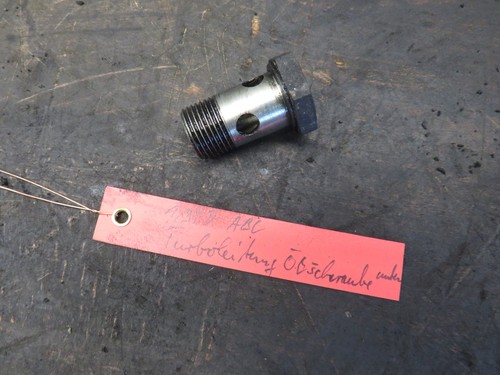 ABC
Turboleitung Ölschraube unten